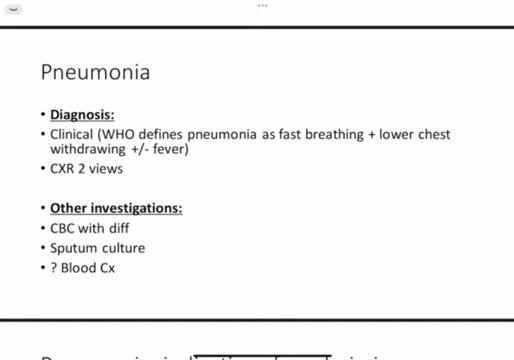 Pneumonia
• Diagnosis:
• Clinical (WHO defines pneumonia as fast breathing + lower chest
withdrawing +/- fever)
• CXR 2 views
• Other investigations:
• CBC with diff
• Sputum culture
• ? Blood Cx